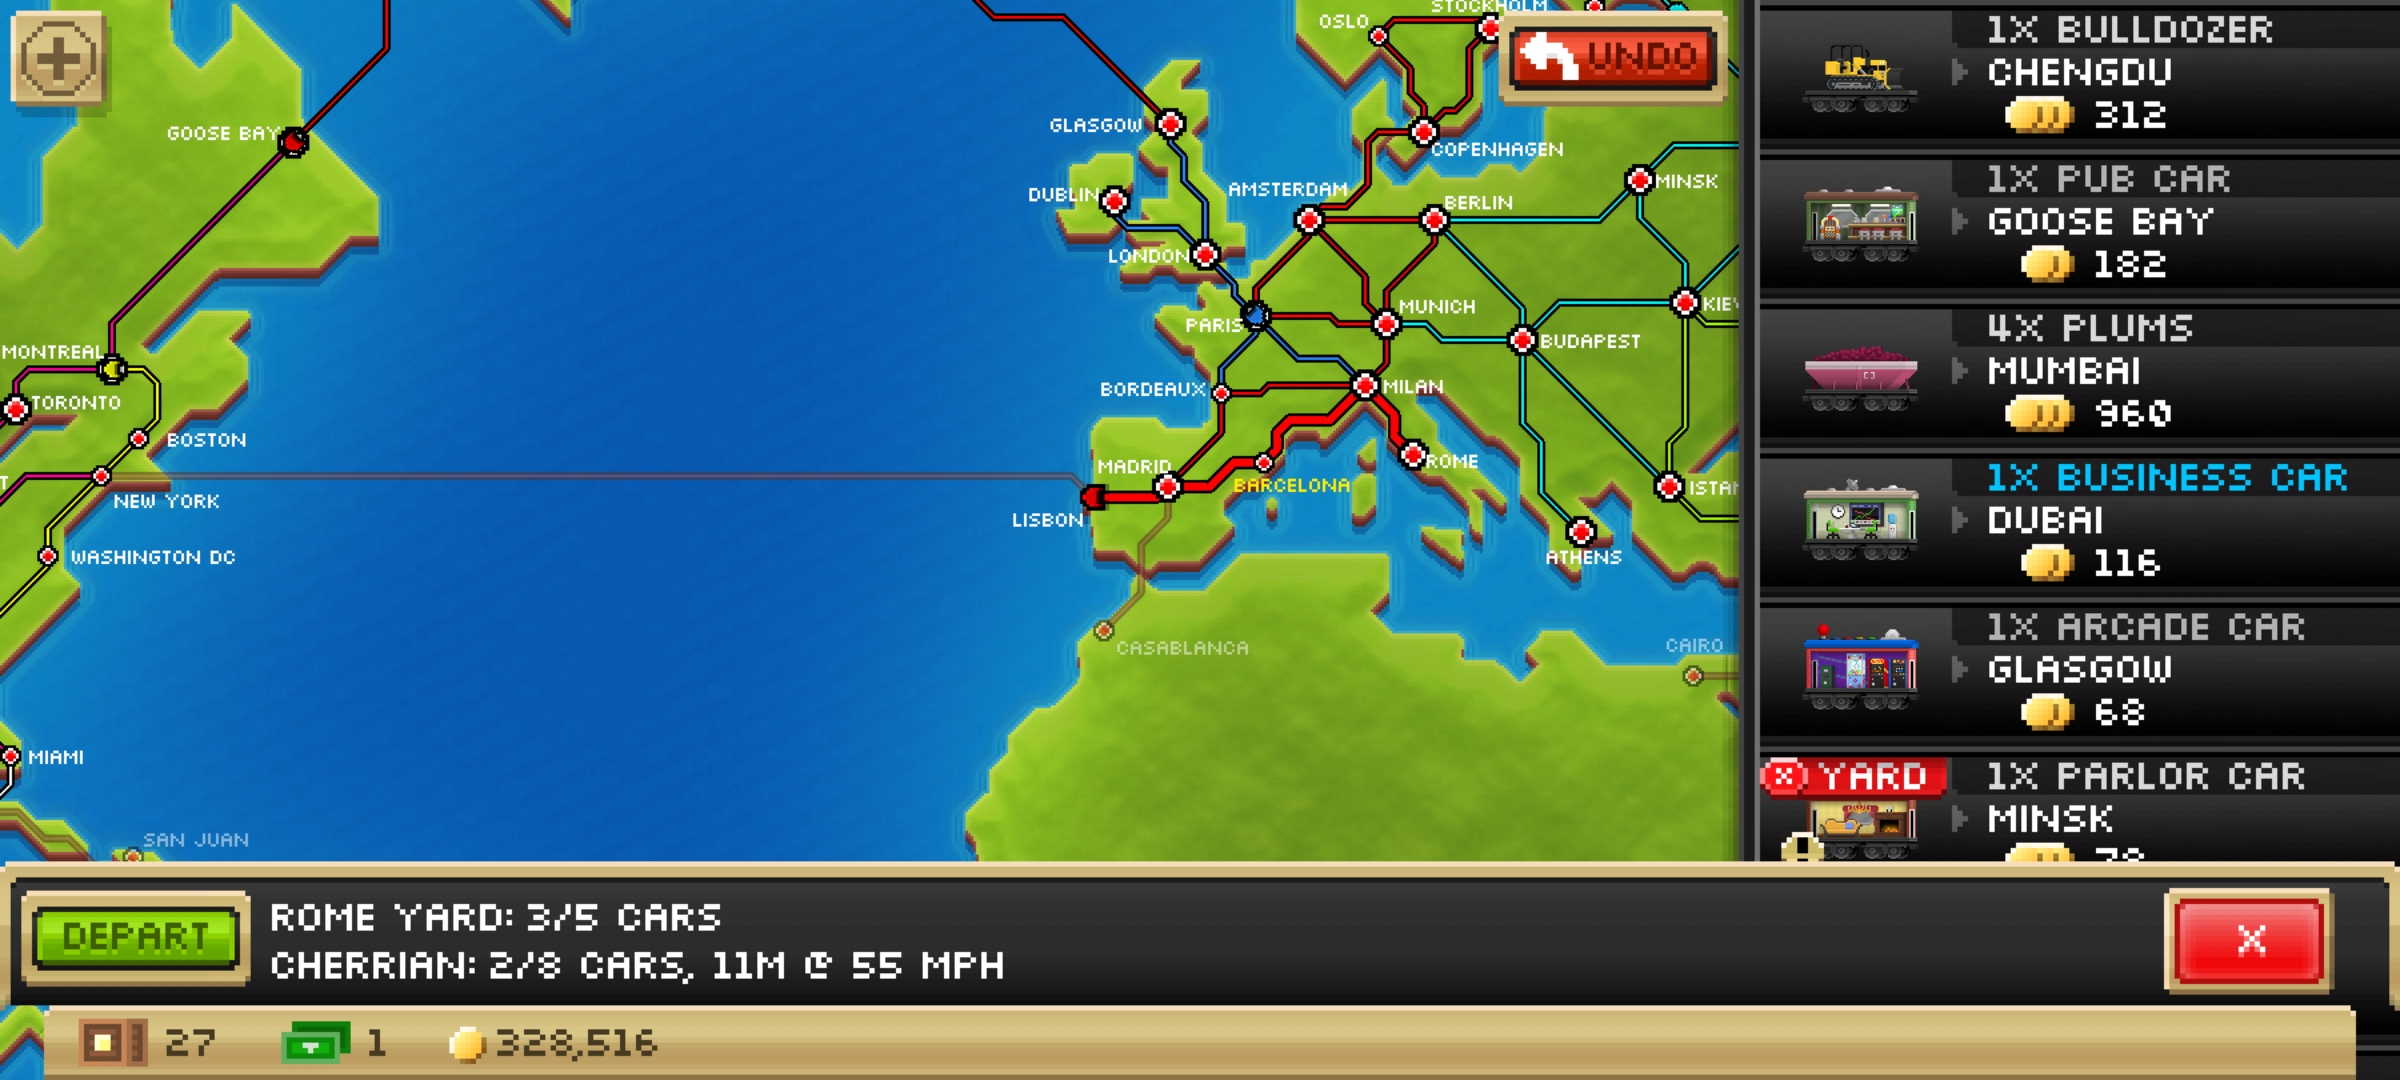 OSLO
STOCKHOLM
UNDO
GOOSE BAY
GLASGOW
COPENHAGEN
DUBLIN
AMSTERDAM
BERLIN
MINSK
LONDON
PARIS
MUNICH
KIEV
BUDAPEST
MONTREAL
TORONTO
BORDEAUX
MILAN
BOSTON
MADRID
ROME
BARCELONA
NEW YORK
LISBON
ISTAN
WASHINGTON DC
ATHENS
CASABLANCA
CAIRO
MIAMI
SAN JUAN
1X BULLDOZER
CHENGDU
312
1X PUB CAR
GOOSE BAY
182
4X PLUMS
MUMBAI
960
1X BUSINESS CAR
DUBAI
116
1X ARCADE CAR
GLASGOW
68
X YARD
1X PARLOR CAR
MINSK
DEPART
ROME YARD: 3/5 CARS
CHERRIAN: 2/8 CARS, 11M @ 55 MPH
X
27
1
328,516